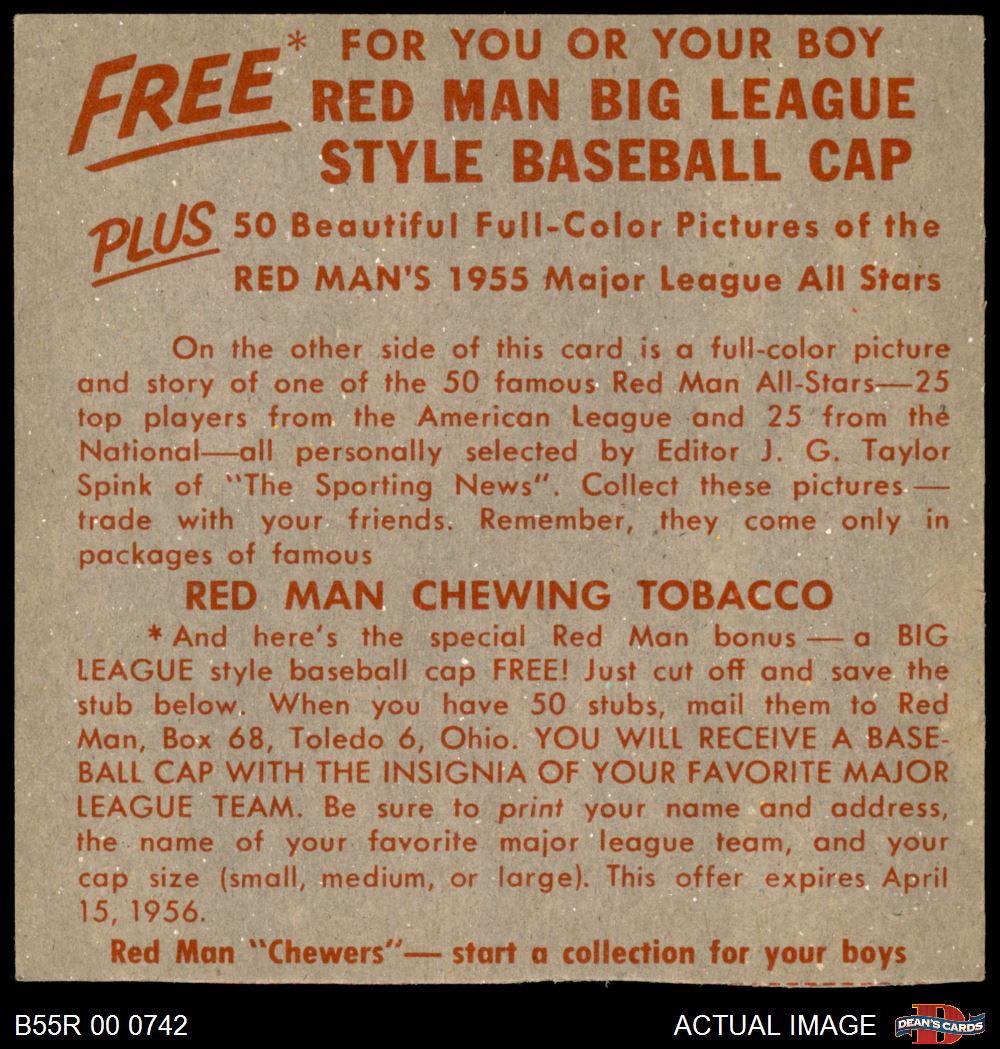 FREE* FOR YOU OR YOUR BOY
RED MAN BIG LEAGUE
STYLE BASEBALL CAP
PLUS 50 Beautiful Full-Color Pictures of the
RED MAN'S 1955 Major League All Stars
On the other side of this card is a full-color picture
and story of one of the 50 famous Red Man All-Stars—25
top players from the American League and 25 from the
National—all personally selected by Editor J. G. Taylor
Spink of "The Sporting News". Collect these pictures—
trade with your friends. Remember, they come only in
packages of famous
RED MAN CHEWING TOBACCO
*And here's the special Red Man bonus—a BIG
LEAGUE style baseball cap FREE! Just cut off and save the
stub below. When you have 50 stubs, mail them to Red
Man, Box 68, Toledo 6, Ohio. YOU WILL RECEIVE A BASE-
BALL CAP WITH THE INSIGNIA OF YOUR FAVORITE MAJOR
LEAGUE TEAM. Be sure to print your name and address,
the name of your favorite major league team, and your
cap size (small, medium, or large). This offer expires April
15, 1956.
Red Man "Chewers"—start a collection for your boys
B55R 00 0742
ACTUAL IMAGE
D
DEAN'S CARDS